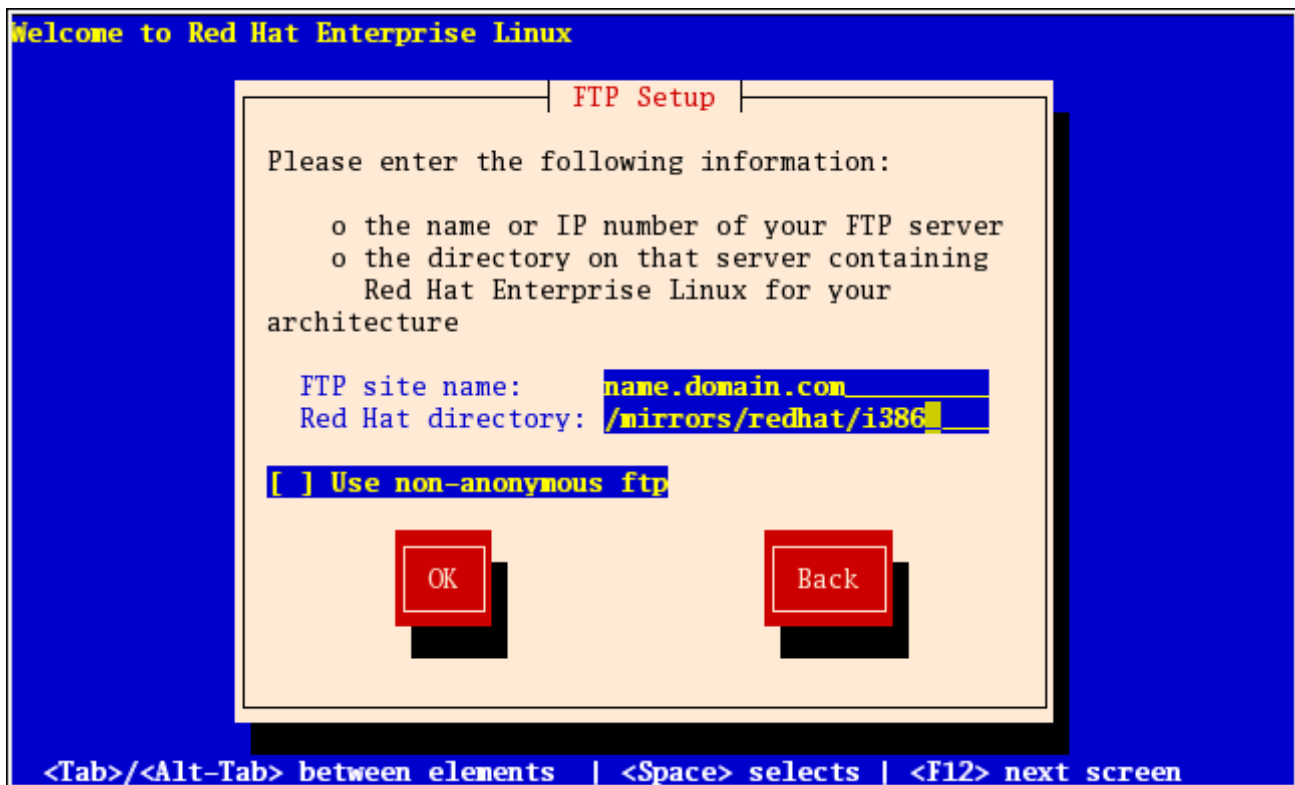 Welcome to Red Hat Enterprise Linux
FTP Setup
Please enter the following information:
o the name or IP number of your FTP server
o the directory on that server containing
Red Hat Enterprise Linux for your
architecture
FTP site name: name.domain.com
Red Hat directory: /mirrors/redhat/i386
[ ] Use non-anonymous ftp
OK Back
<Tab>/<Alt-Tab> between elements | <Space> selects | <F12> next screen